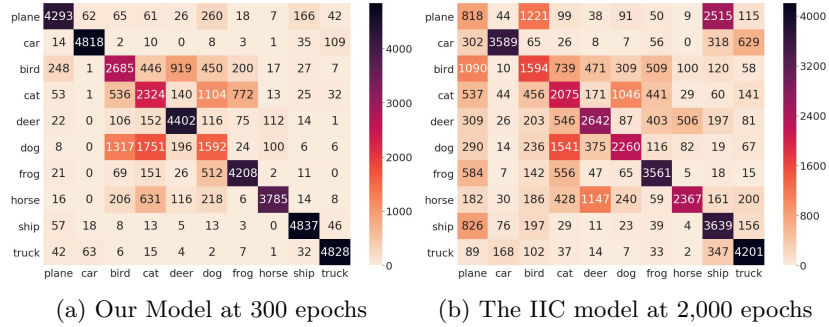 plane 4293 62 65 61 26 260 18 7 166 42
car 14 4818 2 10 0 8 3 1 35 109
bird 248 1 2685 446 919 450 200 17 27 7
cat 53 1 536 2324 140 1104 772 13 25 32
deer 22 0 106 152 4402 116 75 112 14 1
dog 8 0 1317 1751 196 1592 24 100 6 6
frog 21 0 69 151 26 512 4208 2 11 0
horse 16 0 206 631 116 218 6 3785 14 8
ship 57 18 8 13 5 13 3 0 4837 46
truck 42 63 6 15 4 2 7 1 32 4828
plane car bird cat deer dog frog horse ship truck
4000
3000
2000
1000
0
(a) Our Model at 300 epochs
plane 818 44 1221 99 38 91 50 9 2515 115
car 302 3589 65 26 8 7 56 0 318 629
bird 1090 10 1594 739 471 309 509 100 120 58
cat 537 44 456 2075 171 1046 441 29 60 141
deer 309 26 203 546 2642 87 403 506 197 81
dog 290 14 236 1541 375 2260 116 82 19 67
frog 584 7 142 556 47 65 3561 5 18 15
horse 182 30 186 428 1147 240 59 2367 161 200
ship 826 76 197 29 11 23 39 4 3639 156
truck 89 168 102 37 14 7 33 2 347 4201
plane car bird cat deer dog frog horse ship truck
4000
3200
2400
1600
800
0
(b) The IIC model at 2,000 epochs